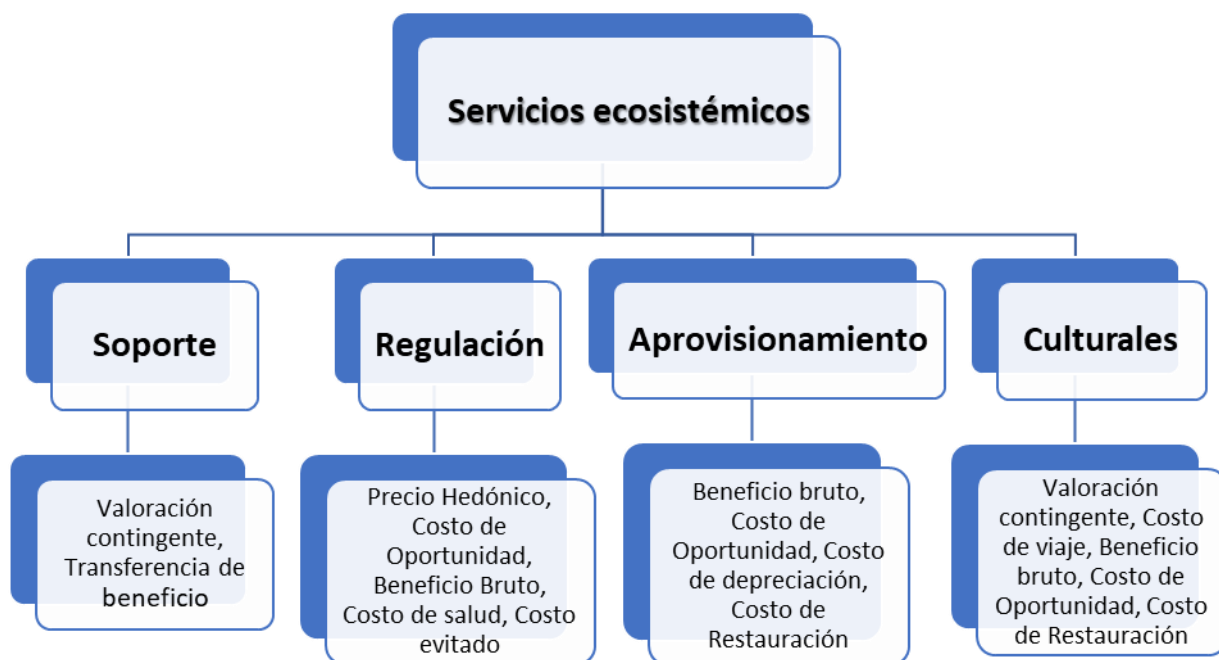 Servicios ecosistémicos
Soporte
Regulación
Aprovisionamiento
Culturales
Valoración
contingente,
Transferencia de
beneficio
Precio Hedónico,
Costo de
Oportunidad,
Beneficio Bruto,
Costo de salud, Costo
evitado
Beneficio bruto,
Costo de
Oportunidad, Costo
de depreciación,
Costo de
Restauración
Valoración
contingente, Costo
de viaje, Beneficio
bruto, Costo de
Oportunidad, Costo
de Restauración